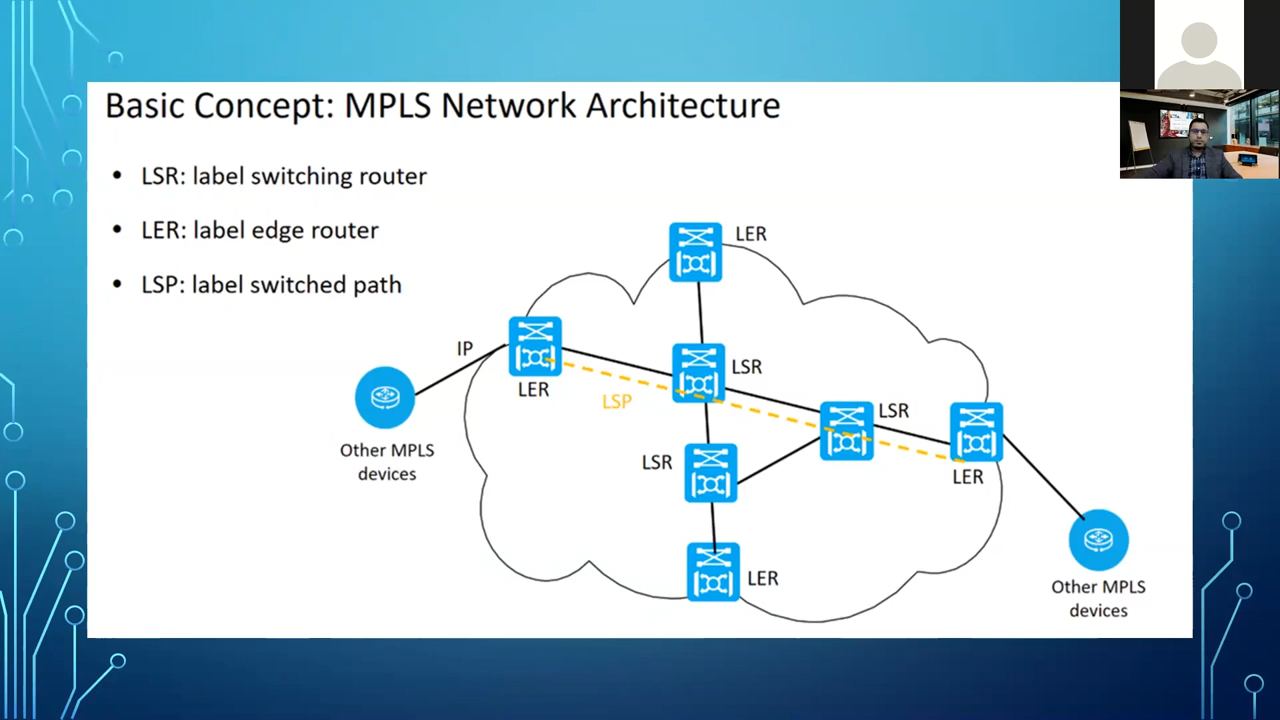 Basic Concept: MPLS Network Architecture
• LSR: label switching router
• LER: label edge router
• LSP: label switched path
LER
IP
LER
LSR
LSP
LSR
Other MPLS
devices
LSR
LER
LER
Other MPLS
devices